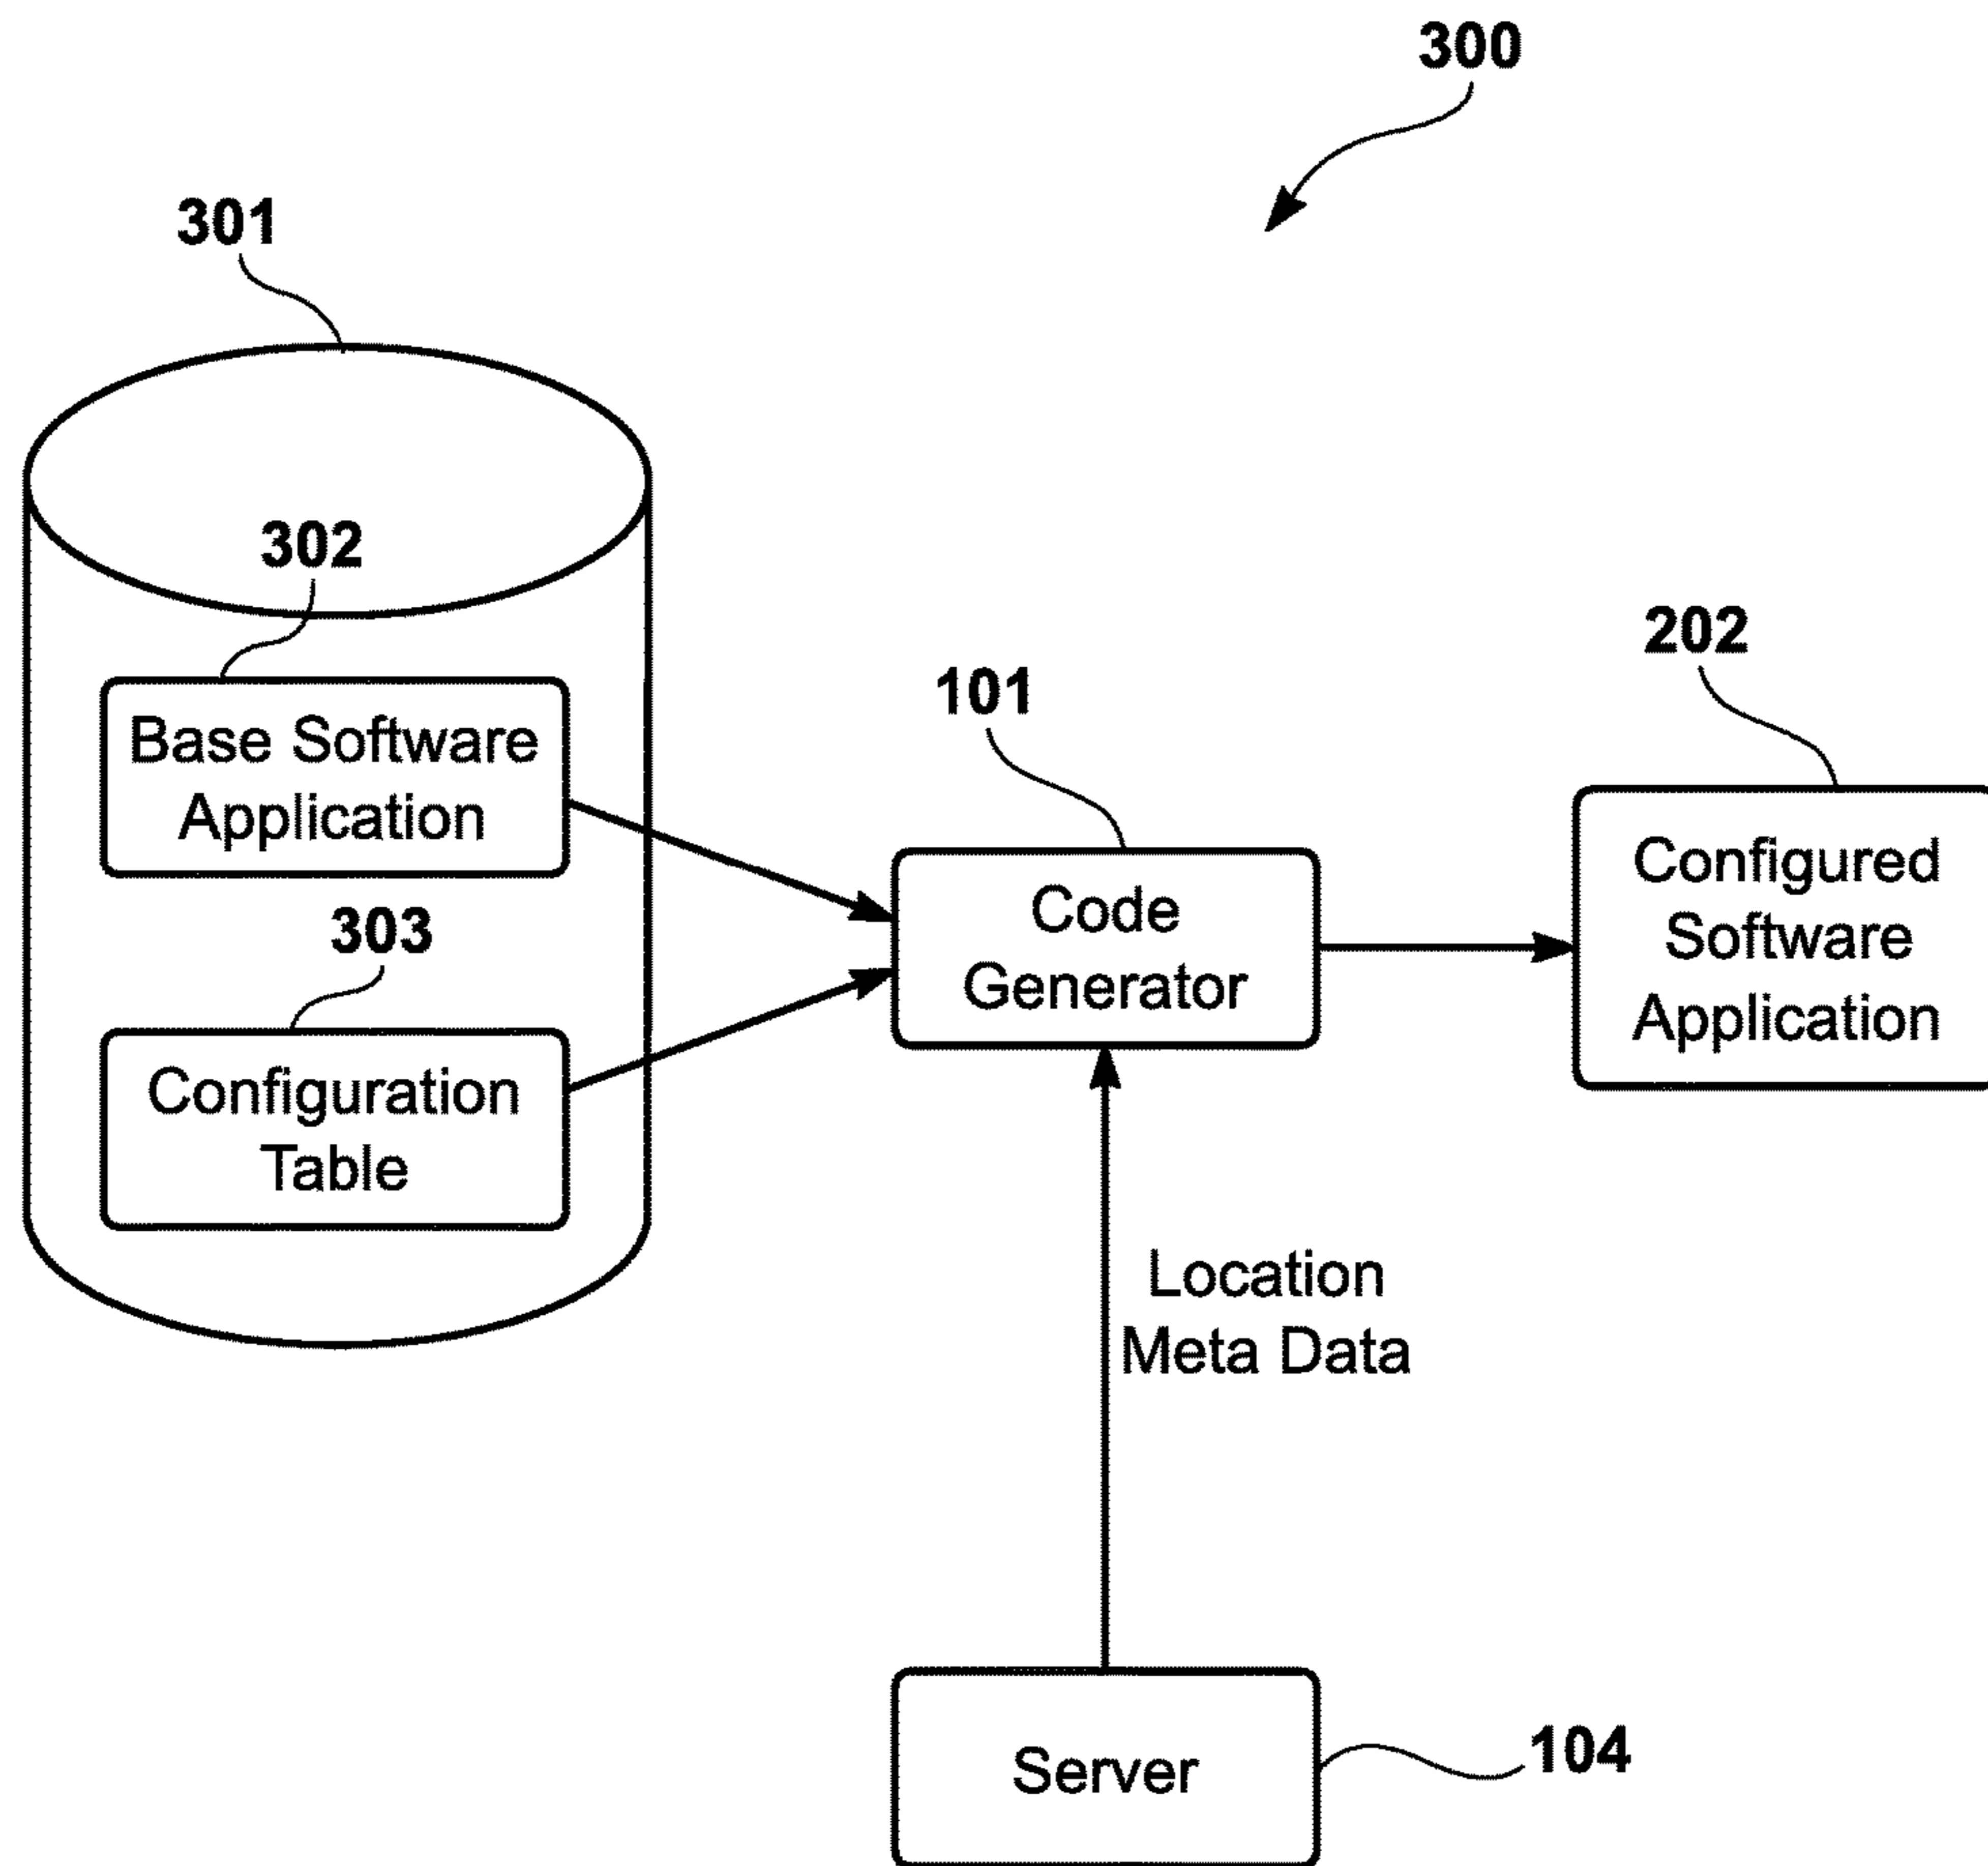 300
301
302
Base Software
Application
303
Configuration
Table
101
Code
Generator
202
Configured
Software
Application
Location
Meta Data
Server
104